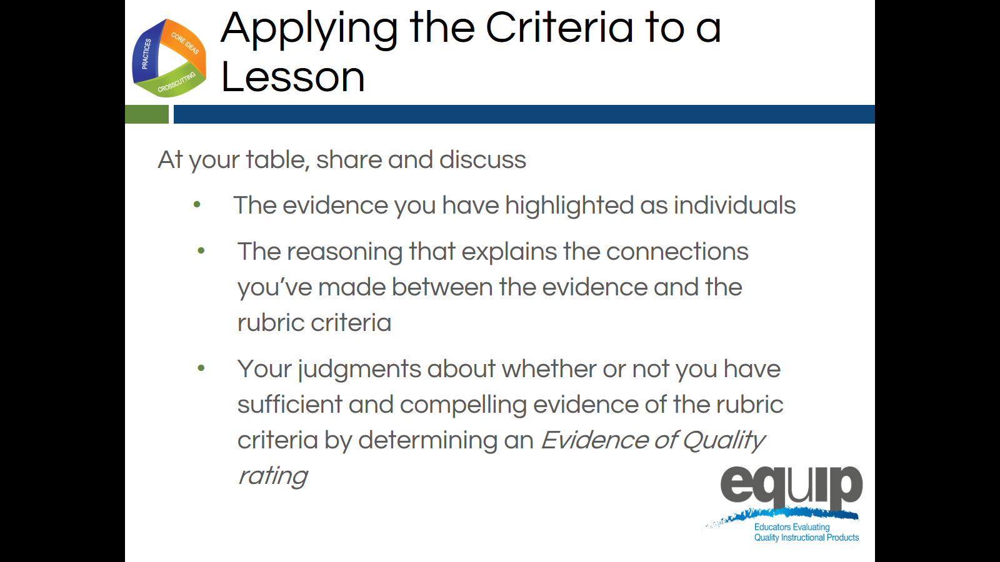 PRACTICES
CORE IDEAS
CROSSCUTTING
Applying the Criteria to a
Lesson
At your table, share and discuss
• The evidence you have highlighted as individuals
• The reasoning that explains the connections
you’ve made between the evidence and the
rubric criteria
• Your judgments about whether or not you have
sufficient and compelling evidence of the rubric
criteria by determining an Evidence of Quality
rating
equip
Educators Evaluating
Quality Instructional Products